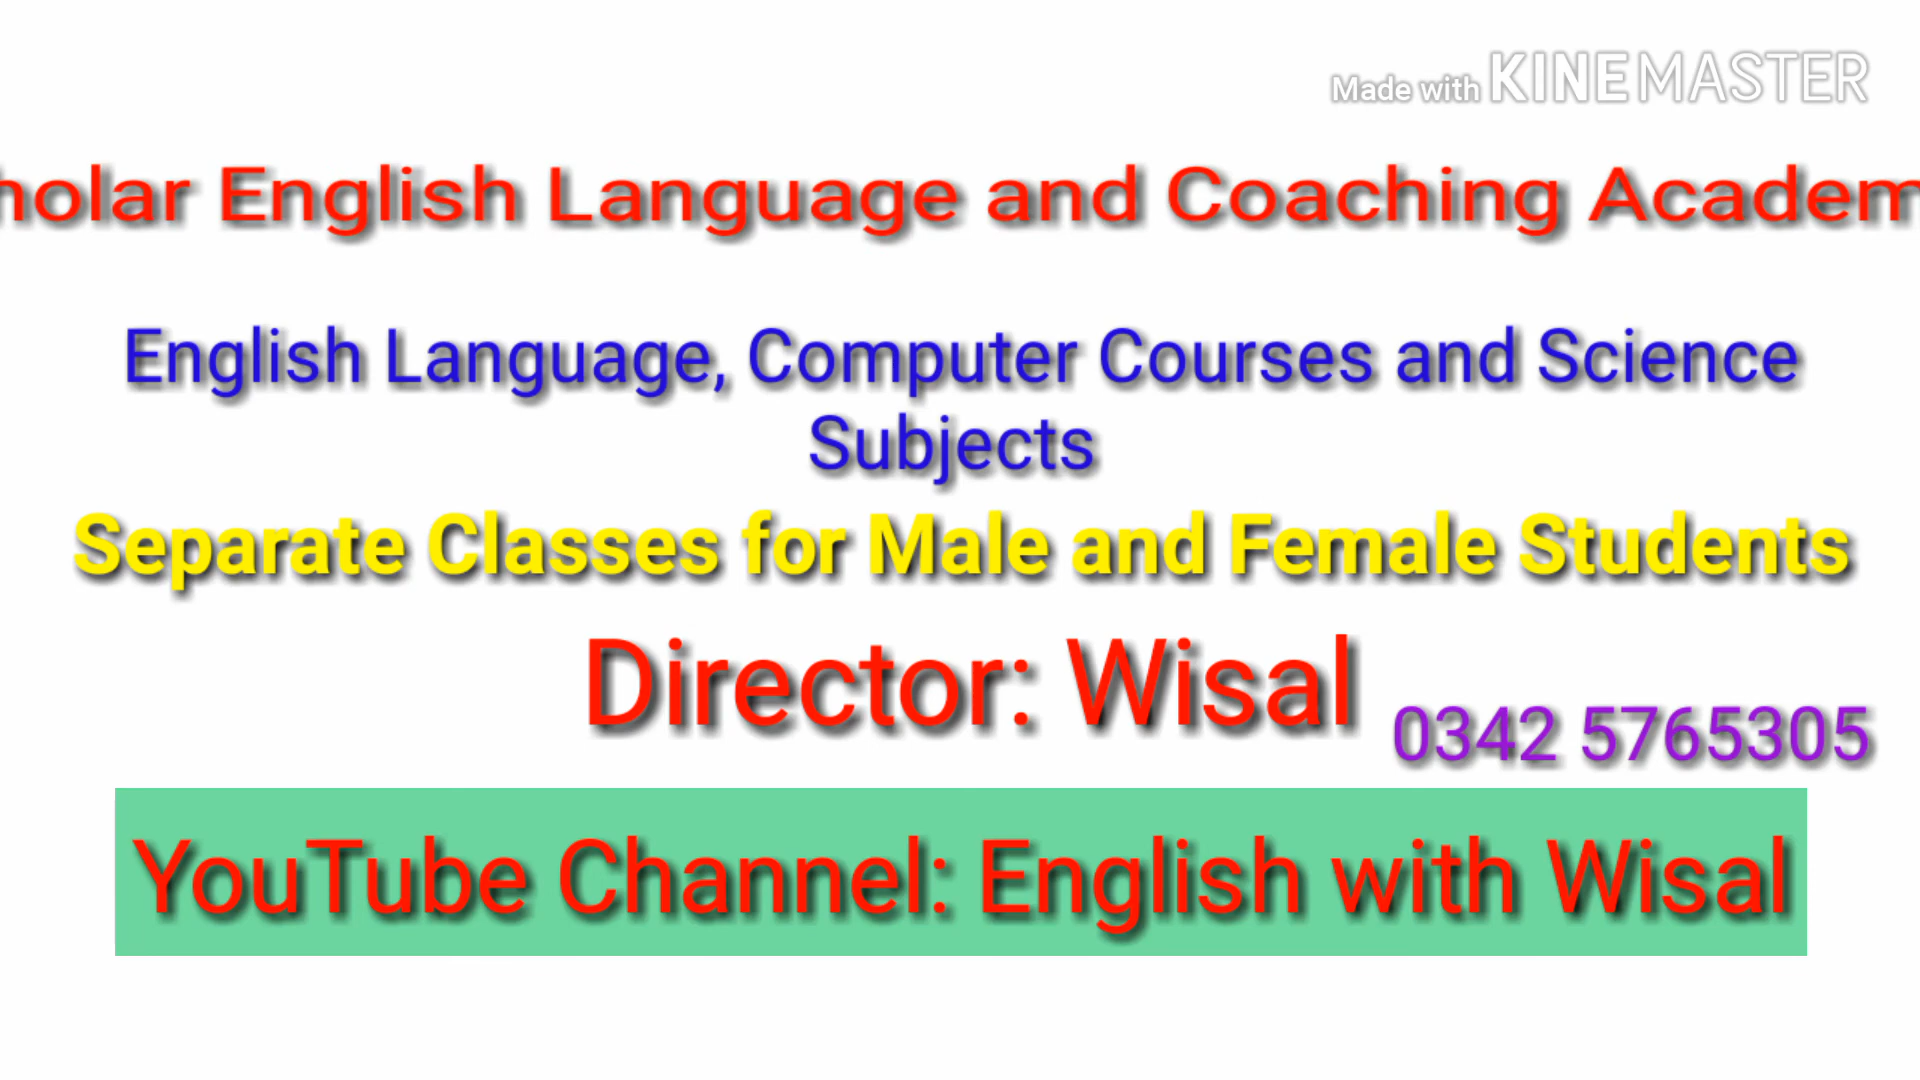 Made with KINEMASTER
holar English Language and Coaching Academ
English Language, Computer Courses and Science
Subjects
Separate Classes for Male and Female Students
Director: Wisal
0342 5765305
YouTube Channel: English with Wisal